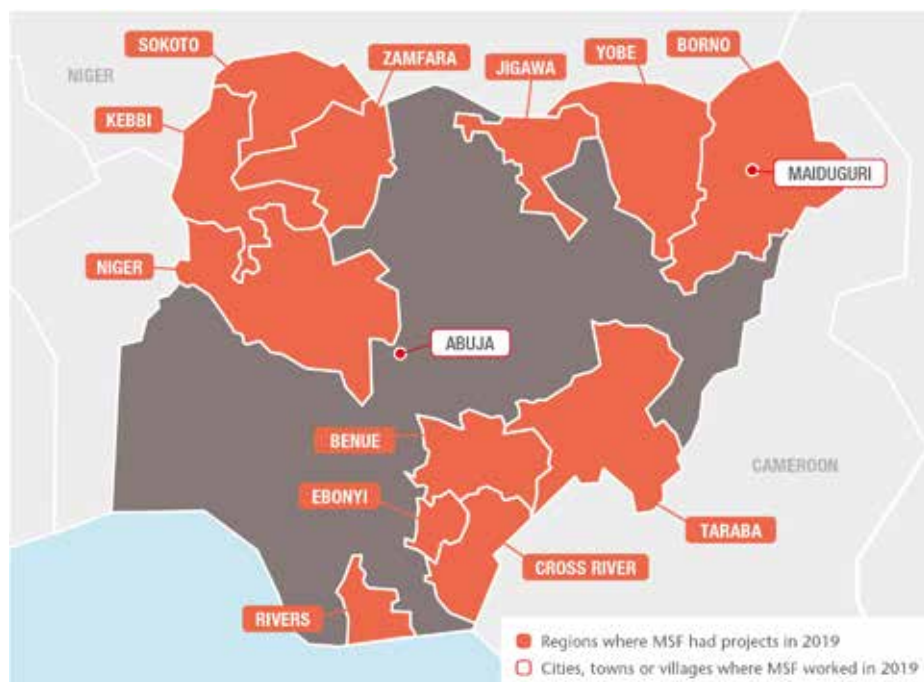 SOKOTO
ZAMFARA
JIGAWA
YOBE
BORNO
NIGER
KEBBI
MAIDUGURI
NIGER
ABUJA
BENUE
CAMEROON
EBONYI
TARABA
CROSS RIVER
RIVERS
Regions where MSF had projects in 2019
Cities, towns or villages where MSF worked in 2019